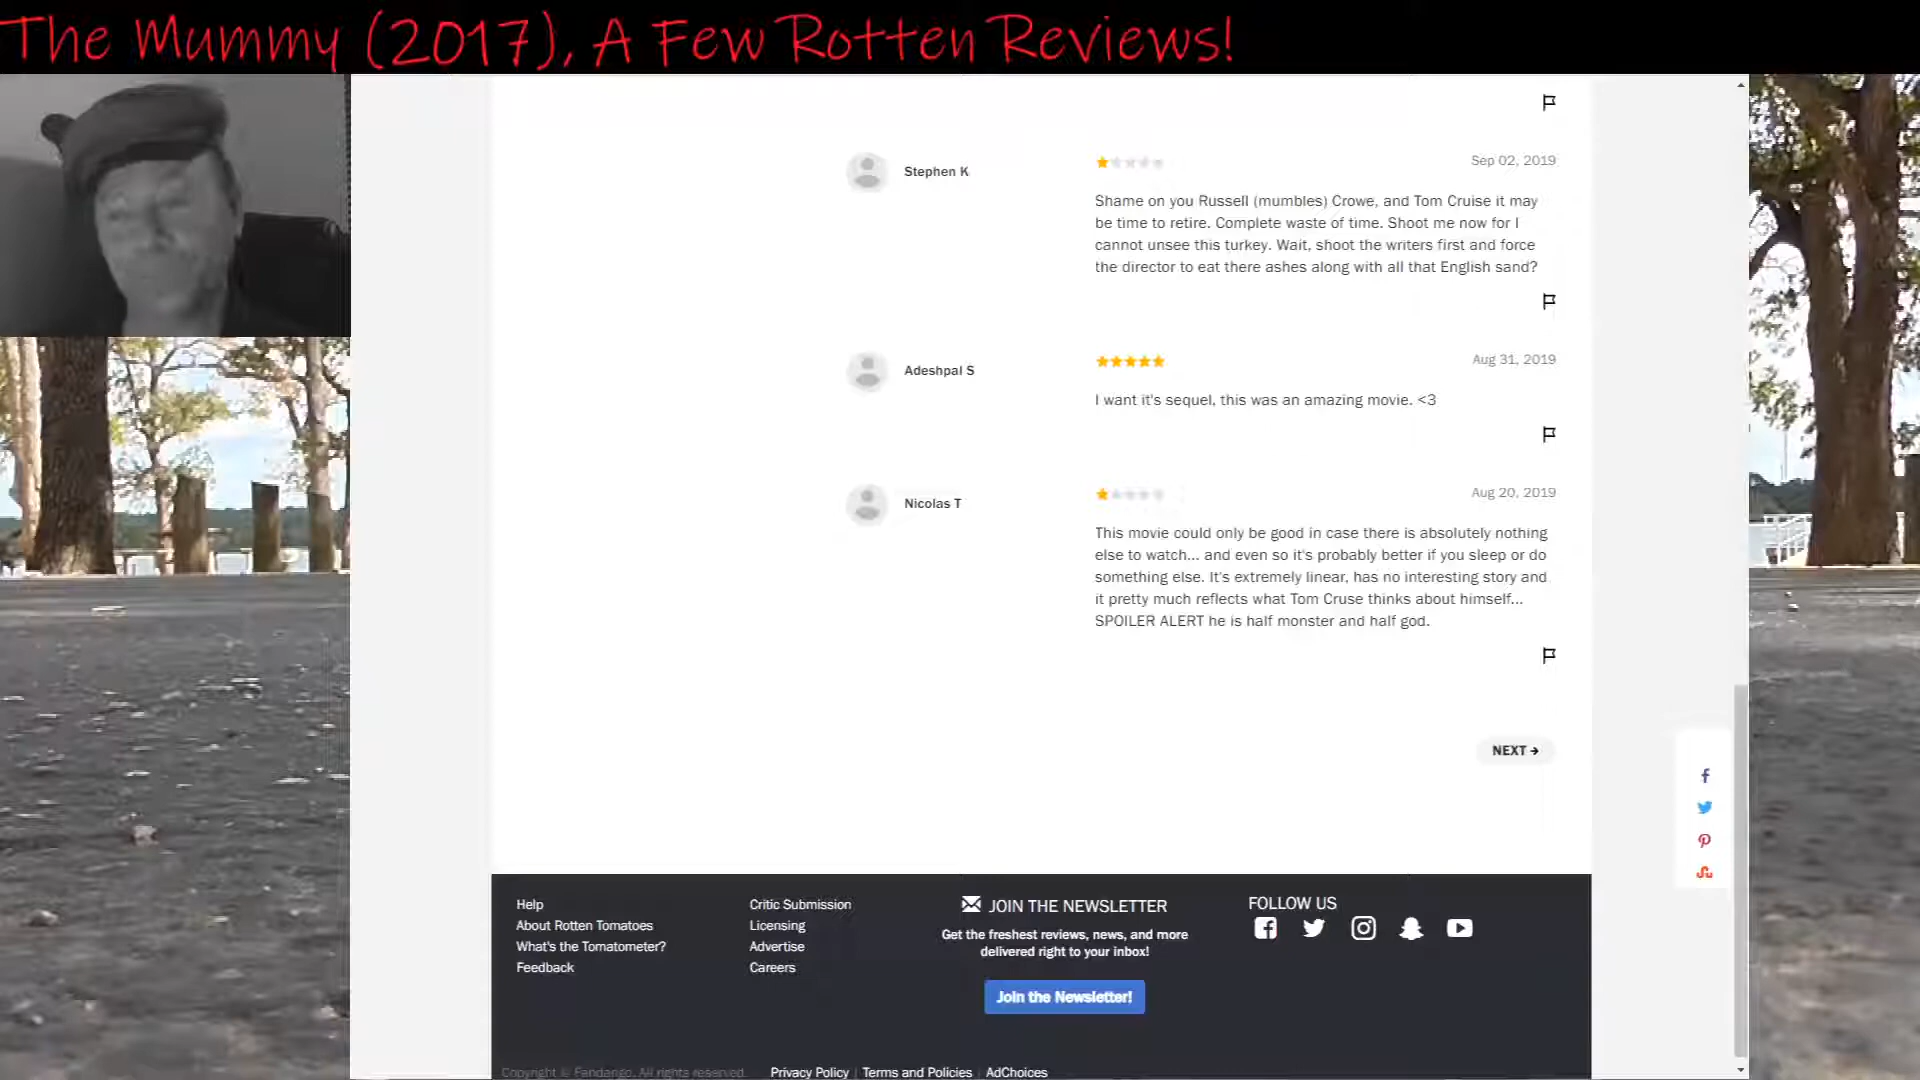 The Mummy (2017), A Few Rotten Reviews!
Stephen K
Sep 02, 2019
Shame on you Russell (mumbles) Crowe, and Tom Cruise it may
be time to retire. Complete waste of time. Shoot me now for I
cannot unsee this turkey. Wait, shoot the writers first and force
the director to eat there ashes along with all that English sand?
Adeshpal S
Aug 31, 2019
I want it's sequel, this was an amazing movie. <3
Nicolas T
Aug 20, 2019
This movie could only be good in case there is absolutely nothing
else to watch... and even so it's probably better if you sleep or do
something else. It's extremely linear, has no interesting story and
it pretty much reflects what Tom Cruse thinks about himself...
SPOILER ALERT he is half monster and half god.
NEXT →
Help
About Rotten Tomatoes
What's the Tomatometer?
Feedback
Critic Submission
Licensing
Advertise
Careers
JOIN THE NEWSLETTER
Get the freshest reviews, news, and more
delivered right to your inbox!
Join the Newsletter!
FOLLOW US
Copyright © Fandango. All rights reserved.
Privacy Policy | Terms and Policies | AdChoices